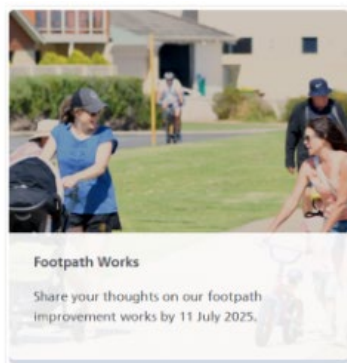 Footpath Works
Share your thoughts on our footpath
improvement works by 11 July 2025.